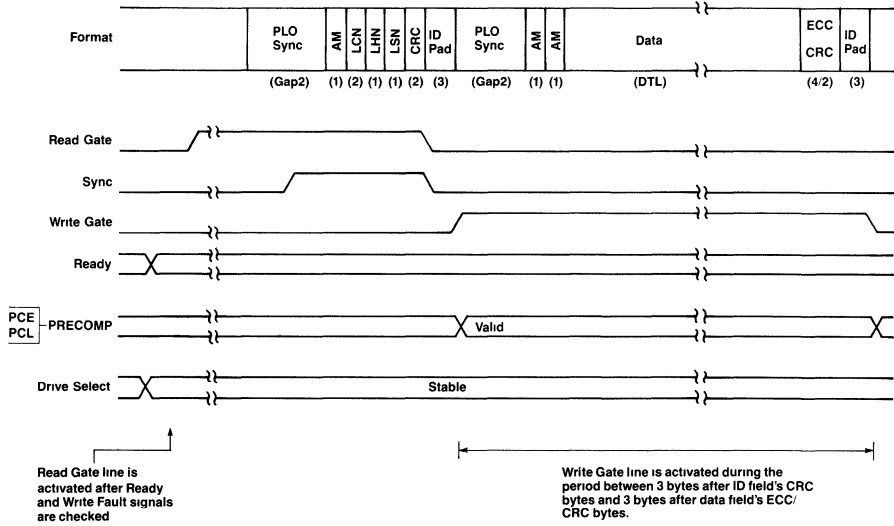 Format
PLO Sync
AM
LCN
LHN
LSN
CRC
ID Pad
PLO Sync
AM
AM
Data
ECC CRC
ID Pad
(Gap2) (1) (2) (1) (1) (2) (3) (Gap2) (1) (1) (DTL) (4/2) (3)
Read Gate
Sync
Write Gate
Ready
PCE
PCL
PRECOMP
Valid
Drive Select
Stable
Read Gate line is
activated after Ready
and Write Fault signals
are checked
Write Gate line is activated during the
period between 3 bytes after ID field's CRC
bytes and 3 bytes after data field's ECC/
CRC bytes.